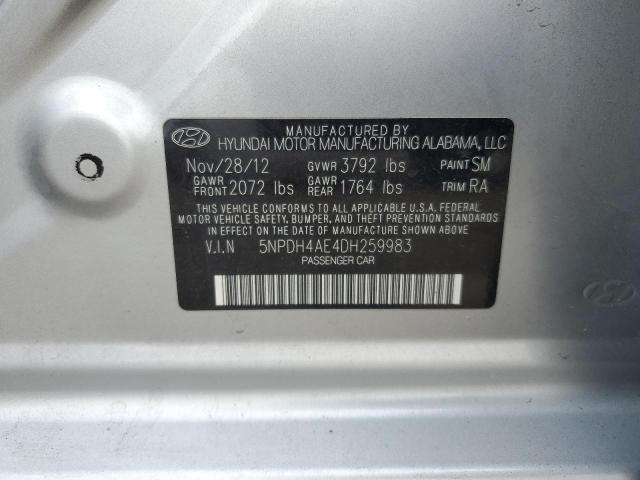 MANUFACTURED BY
HYUNDAI MOTOR MANUFACTURING ALABAMA, LLC
Nov/28/12 GVWR 3792 lbs PAINT SM
GAWR FRONT 2072 lbs GAWR REAR 1764 lbs TRIM RA
THIS VEHICLE CONFORMS TO ALL APPLICABLE U.S.A. FEDERAL
MOTOR VEHICLE SAFETY, BUMPER, AND THEFT PREVENTION STANDARDS
IN EFFECT ON THE DATE OF MANUFACTURE SHOWN ABOVE.
V.I.N 5NPDH4AE4DH259983
PASSENGER CAR